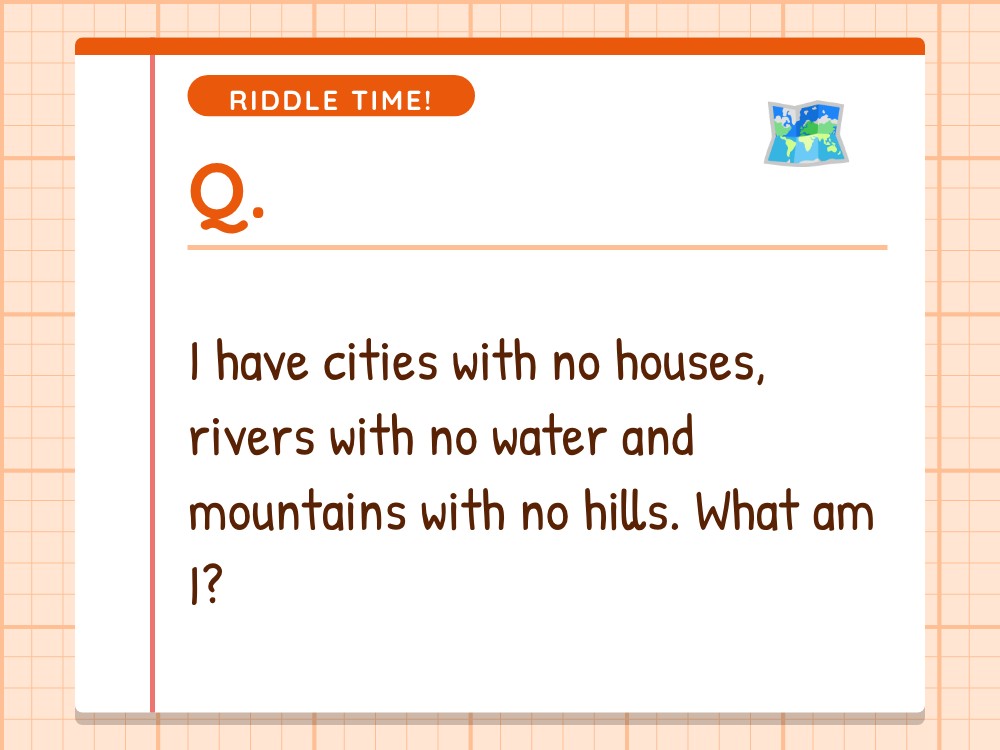 RIDDLE TIME!
Q.
I have cities with no houses,
rivers with no water and
mountains with no hills. What am
I?